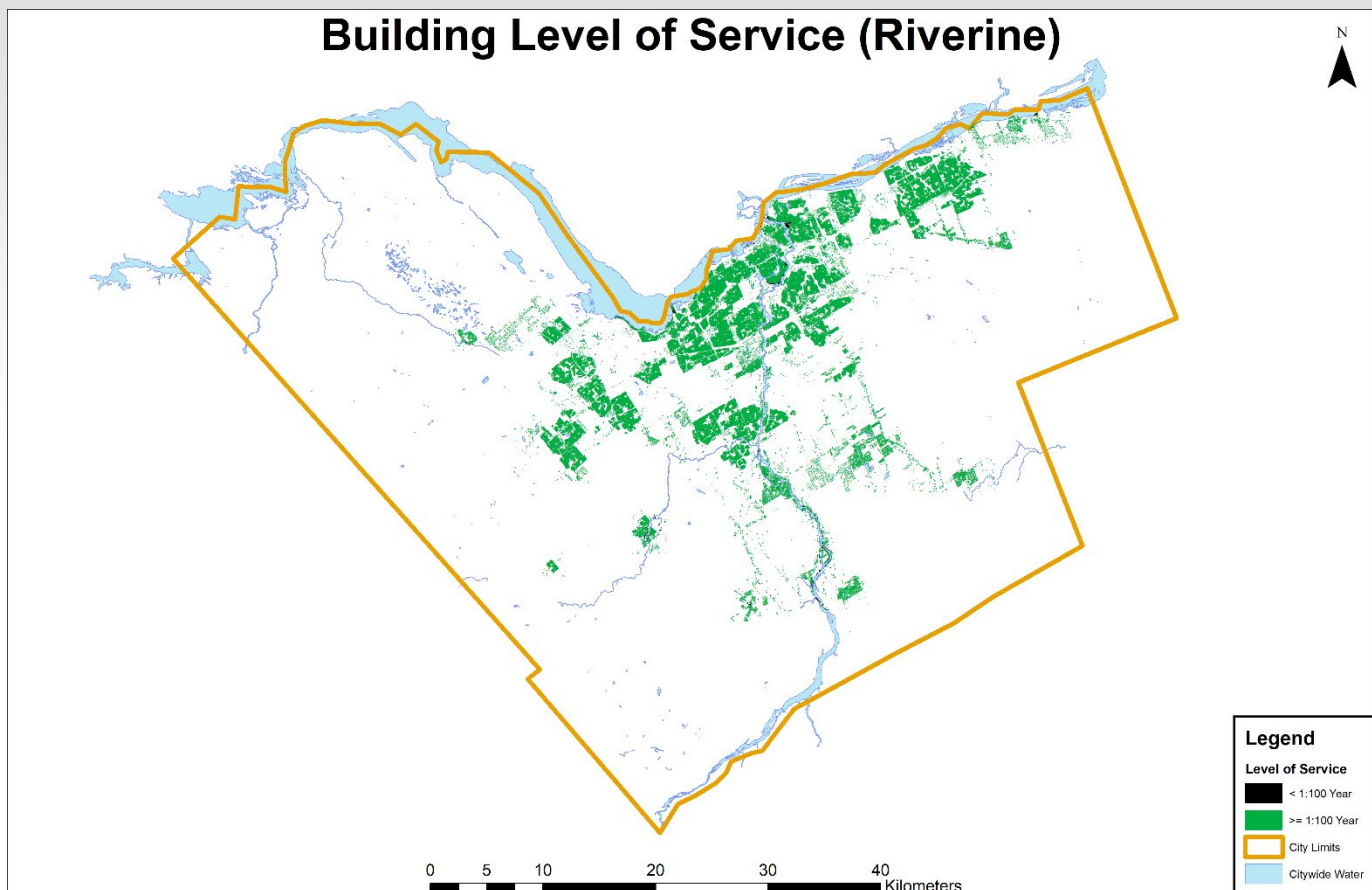 Building Level of Service (Riverine)
N
Legend
Level of Service
< 1:100 Year
>= 1:100 Year
City Limits
Citywide Water
0 5 10 20 30 40
Kilometers